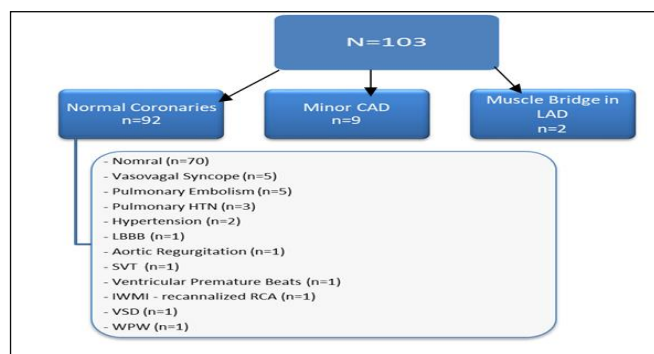 N=103
Normal Coronaries
n=92
Minor CAD
n=9
Muscle Bridge in
LAD
n=2
- Nomral (n=70)
- Vasovagal Syncope (n=5)
- Pulmonary Embolism (n=5)
- Pulmonary HTN (n=3)
- Hypertension (n=2)
- LBBB (n=1)
- Aortic Regurgitation (n=1)
- SVT (n=1)
- Ventricular Premature Beats (n=1)
- IWMI - recannalized RCA (n=1)
- VSD (n=1)
- WPW (n=1)